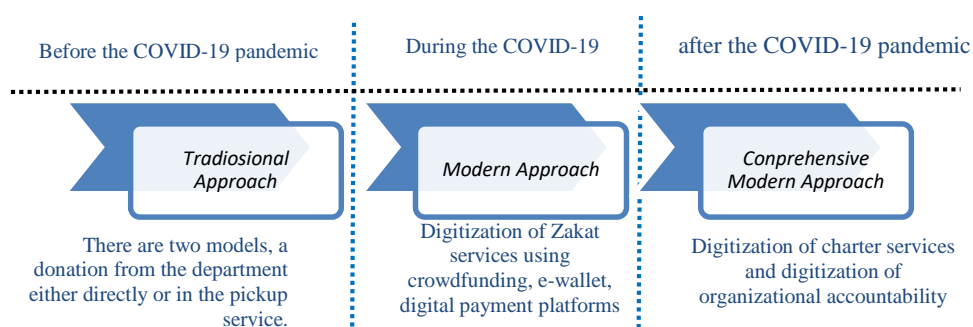 Before the COVID-19 pandemic
During the COVID-19
after the COVID-19 pandemic
Tradiosional
Approach
Modern Approach
Conprehensive
Modern Approach
There are two models, a
donation from the department
either directly or in the pickup
service.
Digitization of Zakat
services using
crowdfunding, e-wallet,
digital payment platforms
Digitization of charter services
and digitization of
organizational accountability